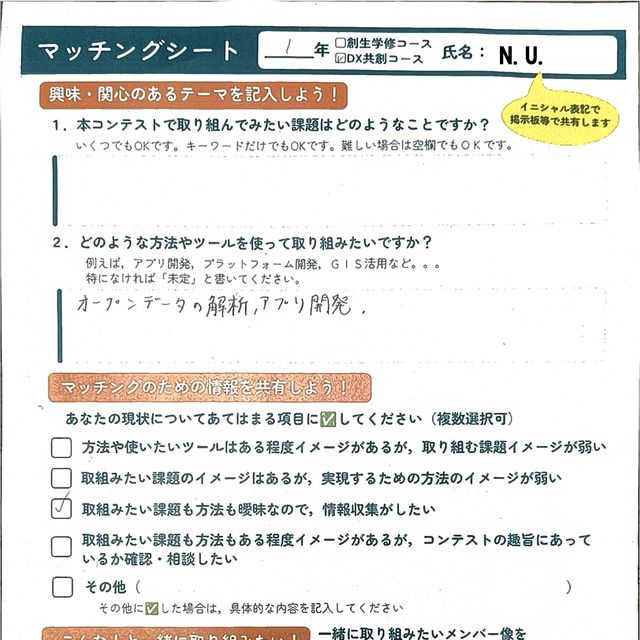 マッチングシート
1 年 □創生学修コース
☑DX共創コース
氏名： N. U.
イニシャル表記で
掲示板等で共有します
興味・関心のあるテーマを記入しよう！
1．本コンテストで取り組んでみたい課題はどのようなことですか？
いくつでもOKです。キーワードだけでもOKです。難しい場合は空欄でもＯＫです。
2．どのような方法やツールを使って取り組みたいですか？
例えば，アプリ開発，プラットフォーム開発，ＧＩＳ活用など。。。
特になければ「未定」と書いてください。
オープンデータの解析,アプリ開発,
マッチングのための情報を共有しよう！
あなたの現状についてあてはまる項目に✅してください（複数選択可）
□ 方法や使いたいツールはある程度イメージがあるが，取り組む課題イメージが弱い
□ 取組みたい課題のイメージはあるが，実現するための方法のイメージが弱い
☑ 取組みたい課題も方法も曖昧なので，情報収集がしたい
□ 取組みたい課題も方法もある程度イメージがあるが，コンテストの趣旨にあって
いるか確認・相談したい
□ その他（ ）
その他に✅した場合は，具体的な内容を記入してください
一緒に取り組みたいメンバー像を